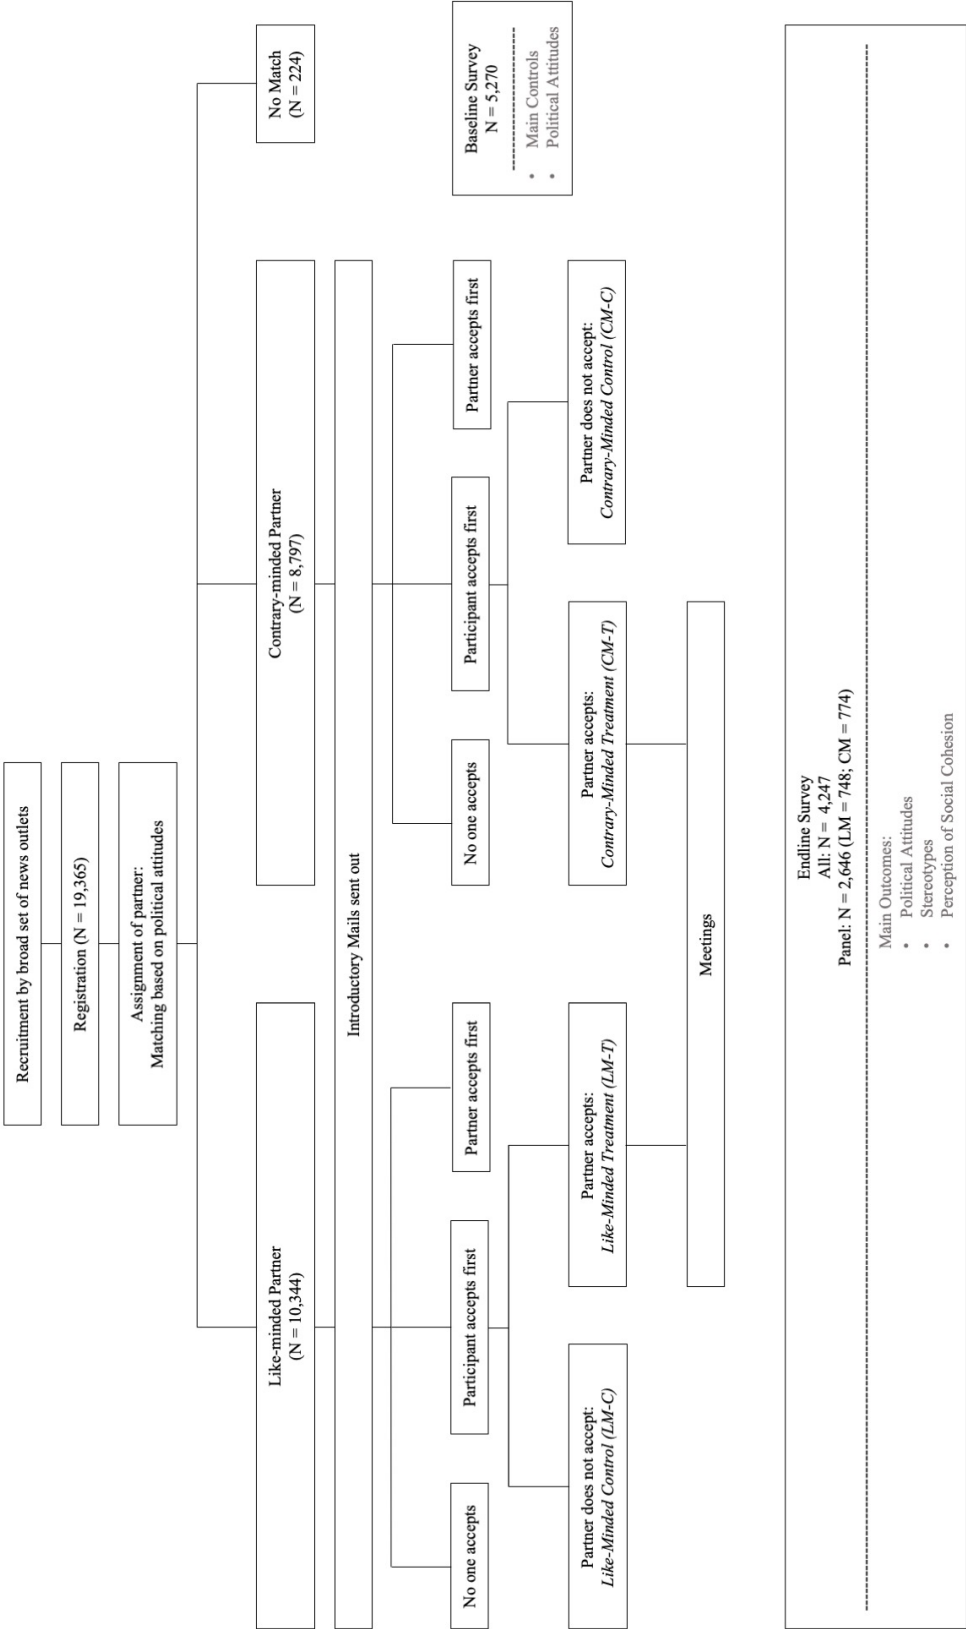 Recruitment by broad set of news outlets
Registration (N = 19,365)
Assignment of partner:
Matching based on political attitudes
Like-minded Partner
(N = 10,344)
Contrary-minded Partner
(N = 8,797)
No Match
(N = 224)
Introductory Mails sent out
No one accepts
Participant accepts first
Partner accepts first
No one accepts
Participant accepts first
Partner accepts first
Baseline Survey
N = 5,270
• Main Controls
• Political Attitudes
Partner does not accept:
Like-Minded Control (LM-C)
Partner accepts:
Like-Minded Treatment (LM-T)
Partner accepts:
Contrary-Minded Treatment (CM-T)
Partner does not accept:
Contrary-Minded Control (CM-C)
Meetings
Endline Survey
All: N = 4,247
Panel: N = 2,646 (LM = 748; CM = 774)
Main Outcomes:
• Political Attitudes
• Stereotypes
• Perception of Social Cohesion